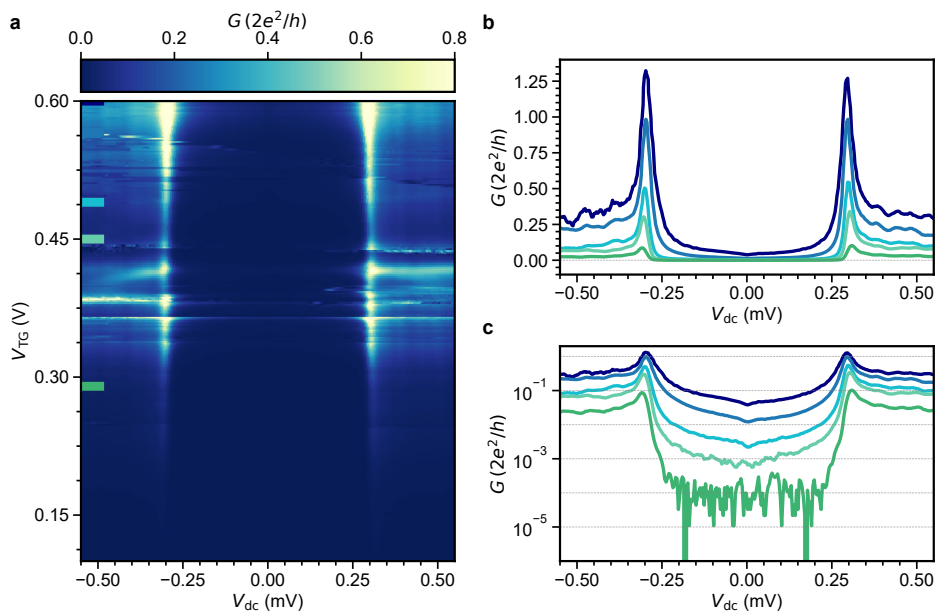 a
G (2e²/h)
0.0 0.2 0.4 0.6 0.8
0.60
0.45
0.30
0.15
V_TG (V)
−0.50 −0.25 0.00 0.25 0.50
V_dc (mV)
b
1.25
1.00
0.75
0.50
0.25
0.00
G (2e²/h)
−0.50 −0.25 0.00 0.25 0.50
V_dc (mV)
c
10⁻¹
10⁻³
10⁻⁵
G (2e²/h)
−0.50 −0.25 0.00 0.25 0.50
V_dc (mV)